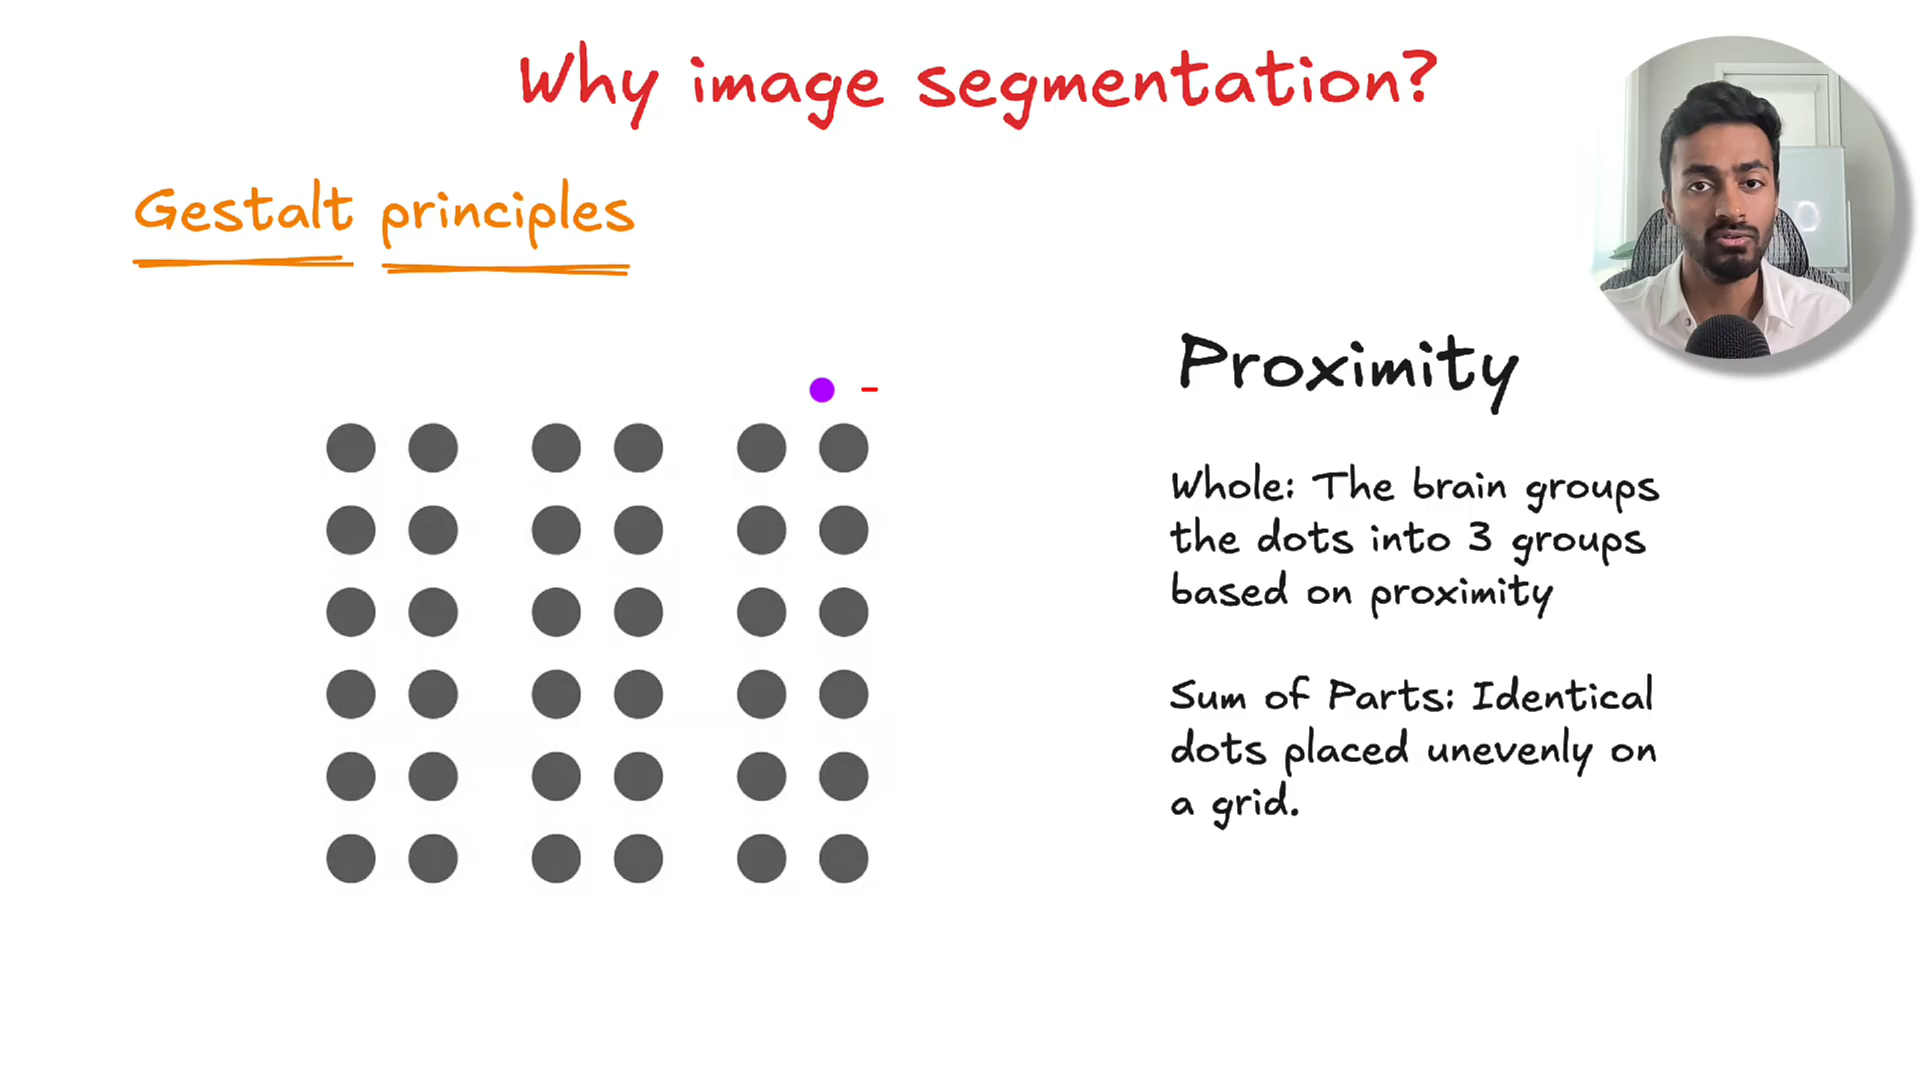 Why image segmentation?
Gestalt principles
Proximity
Whole: The brain groups
the dots into 3 groups
based on proximity
Sum of Parts: Identical
dots placed unevenly on
a grid.